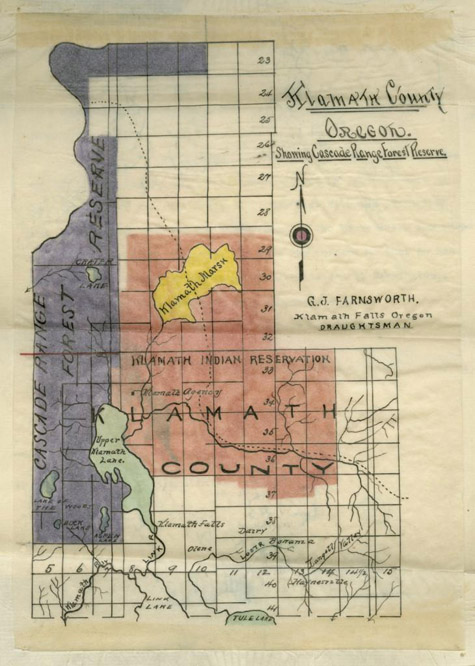 Klamath County
Oregon.
Showing Cascade Range Forest Reserve.
N
G.J. FARNSWORTH.
Klamath Falls Oregon
DRAUGHTSMAN.
23
24
25
26
27
28
29
30
31
32
33
34
35
36
37
38
39
40
41
CASCADE RANGE
FOREST RESERVE
CRATER LAKE
Klamath Marsh
KLAMATH INDIAN RESERVATION
Klamath Agency
KLAMATH
COUNTY
Upper Klamath Lake.
LAKE OF THE WOODS
Klamath Falls
Dairy
Olene
LINK R.
LINK LAKE
Klamath
Lost R.
Bonanza
Langell Valley
Haynesville
TULE LAKE
5 6 7 8 9 10 11 12 13 14 14½ 15